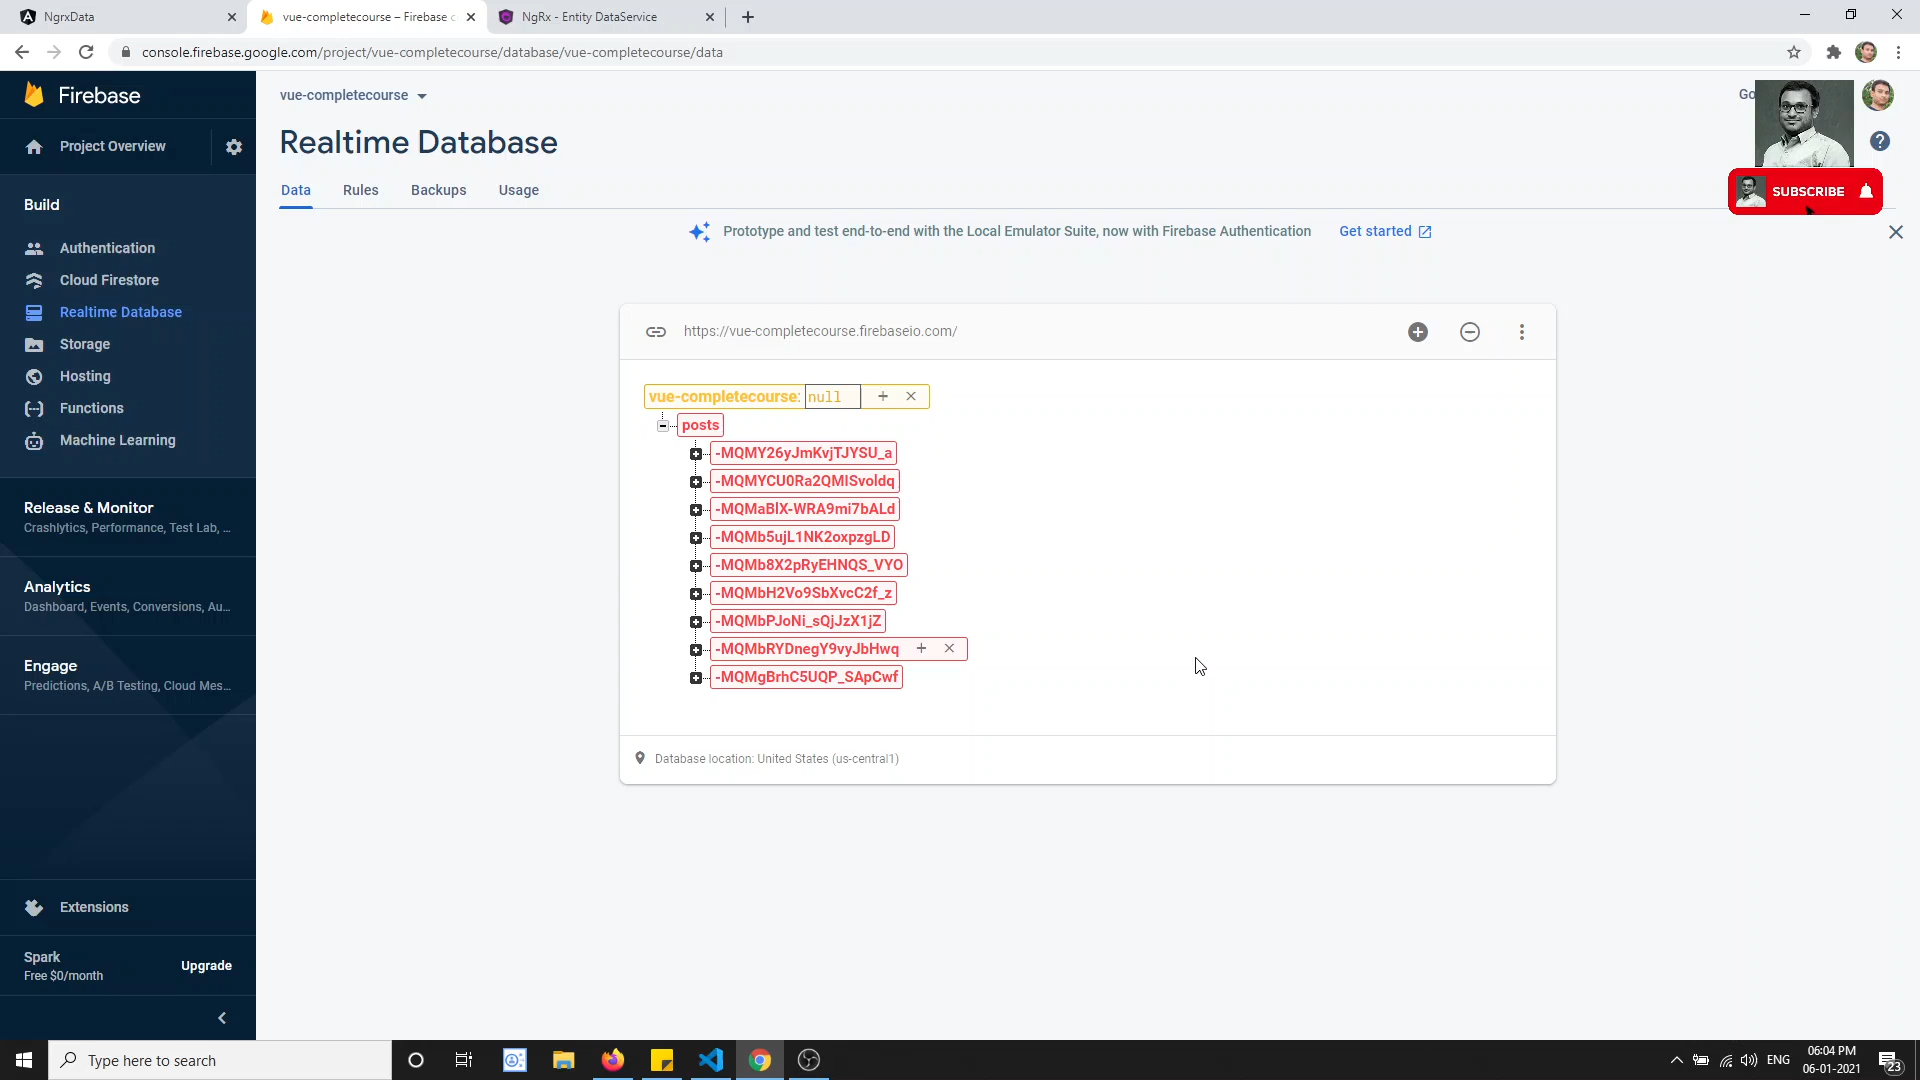 NgrxData
vue-completecourse – Firebase c
NgRx - Entity DataService
console.firebase.google.com/project/vue-completecourse/database/vue-completecourse/data
Firebase
Project Overview
Build
Authentication
Cloud Firestore
Realtime Database
Storage
Hosting
Functions
Machine Learning
Release & Monitor
Crashlytics, Performance, Test Lab, ...
Analytics
Dashboard, Events, Conversions, Au...
Engage
Predictions, A/B Testing, Cloud Mes...
Extensions
Spark
Free $0/month
Upgrade
vue-completecourse
Go
Realtime Database
Data
Rules
Backups
Usage
SUBSCRIBE
Prototype and test end-to-end with the Local Emulator Suite, now with Firebase Authentication
Get started
https://vue-completecourse.firebaseio.com/
vue-completecourse: null
posts
-MQMY26yJmKvjTJYSU_a
-MQMYCU0Ra2QMISvoldq
-MQMaBlX-WRA9mi7bALd
-MQMb5ujL1NK2oxpzgLD
-MQMb8X2pRyEHNQS_VYO
-MQMbH2Vo9SbXvcC2f_z
-MQMbPJoNi_sQjJzX1jZ
-MQMbRYDnegY9vyJbHwq
-MQMgBrhC5UQP_SApCwf
Database location: United States (us-central1)
Type here to search
ENG
06:04 PM
06-01-2021
23